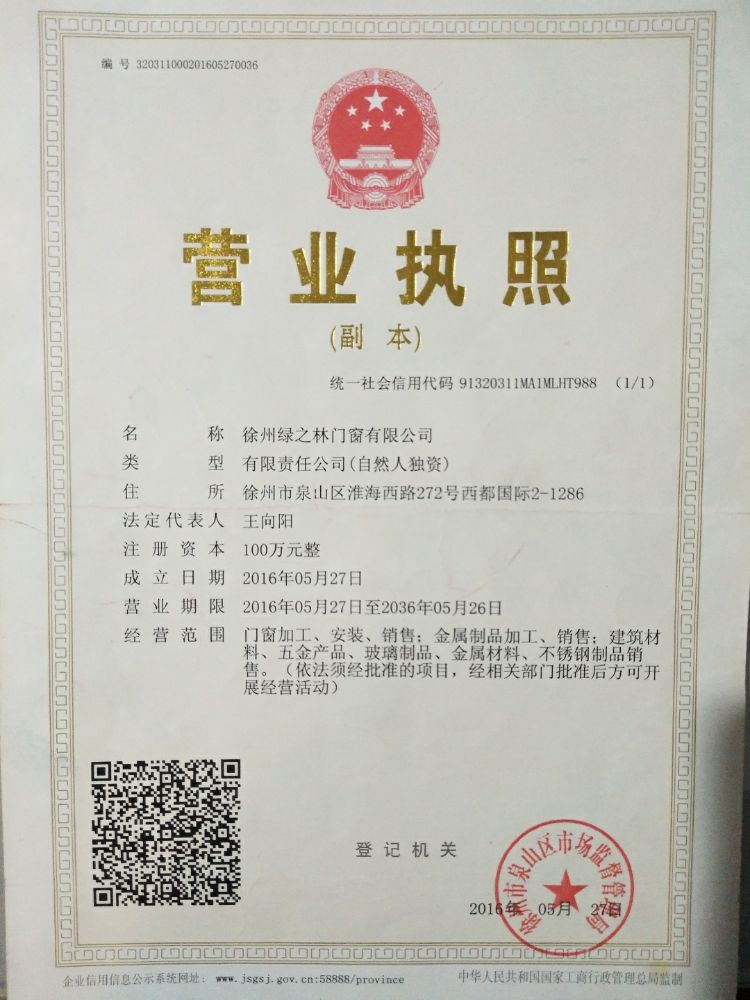 编号 320311000201605270036
营业执照
(副本)
统一社会信用代码 91320311MA1MLHT988 (1/1)
名称 徐州绿之林门窗有限公司
类型 有限责任公司(自然人独资)
住所 徐州市泉山区淮海西路272号西都国际2-1286
法定代表人 王向阳
注册资本 100万元整
成立日期 2016年05月27日
营业期限 2016年05月27日至2036年05月26日
经营范围 门窗加工、安装、销售；金属制品加工、销售；建筑材
料、五金产品、玻璃制品、金属材料、不锈钢制品销
售。（依法须经批准的项目，经相关部门批准后方可开
展经营活动）
登记机关
徐州市泉山区市场监督管理局
2016年 05月 27日
企业信用信息公示系统网址： www.jsgsj.gov.cn:58888/province
中华人民共和国国家工商行政管理总局监制